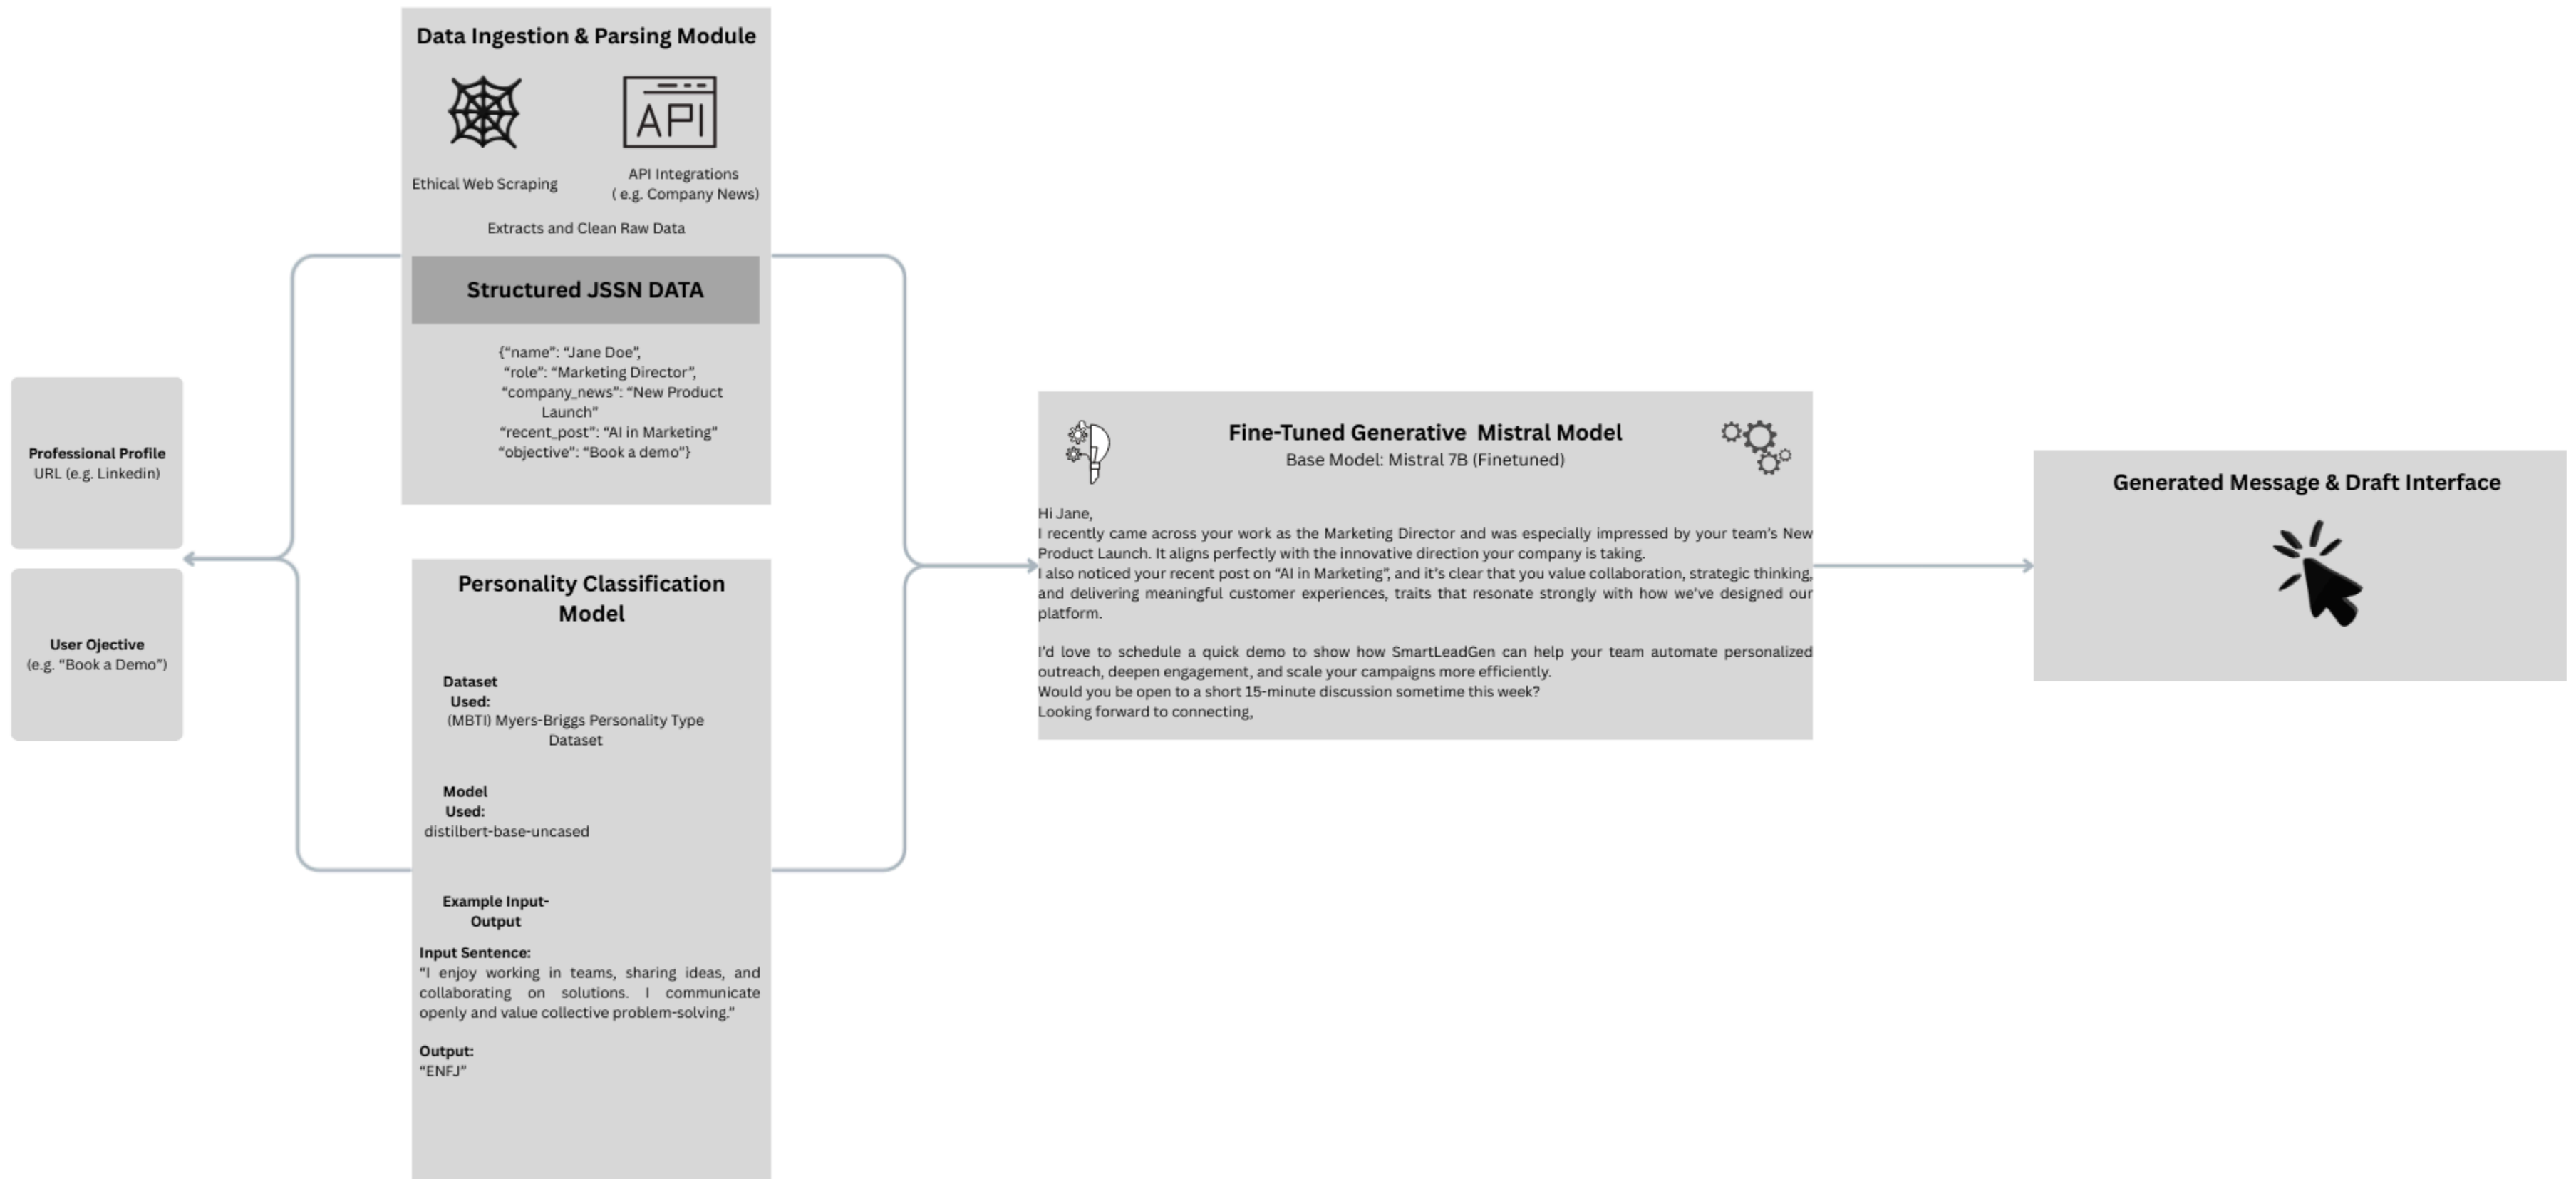 Professional Profile
URL (e.g. Linkedin)
User Ojective
(e.g. “Book a Demo”)
Data Ingestion & Parsing Module
API
Ethical Web Scraping
API Integrations
( e.g. Company News)
Extracts and Clean Raw Data
Structured JSSN DATA
{“name”: “Jane Doe”,
“role”: “Marketing Director”,
“company_news”: “New Product
Launch”
“recent_post”: “AI in Marketing”
“objective”: “Book a demo”}
Personality Classification
Model
Dataset
Used:
(MBTI) Myers-Briggs Personality Type
Dataset
Model
Used:
distilbert-base-uncased
Example Input-
Output
Input Sentence:
“I enjoy working in teams, sharing ideas, and
collaborating on solutions. I communicate
openly and value collective problem-solving.”
Output:
“ENFJ”
Fine-Tuned Generative Mistral Model
Base Model: Mistral 7B (Finetuned)
Hi Jane,
I recently came across your work as the Marketing Director and was especially impressed by your team’s New
Product Launch. It aligns perfectly with the innovative direction your company is taking.
I also noticed your recent post on “AI in Marketing”, and it’s clear that you value collaboration, strategic thinking,
and delivering meaningful customer experiences, traits that resonate strongly with how we’ve designed our
platform.
I’d love to schedule a quick demo to show how SmartLeadGen can help your team automate personalized
outreach, deepen engagement, and scale your campaigns more efficiently.
Would you be open to a short 15-minute discussion sometime this week?
Looking forward to connecting,
Generated Message & Draft Interface